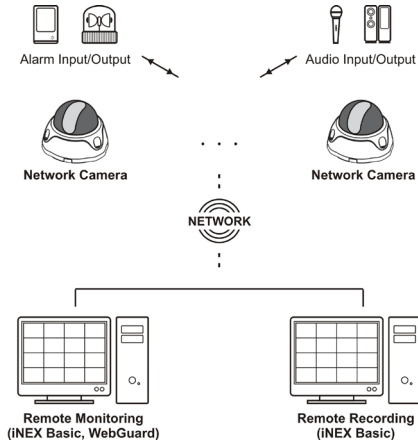 Alarm Input/Output
Audio Input/Output
Network Camera
Network Camera
NETWORK
Remote Monitoring
(iNEX Basic, WebGuard)
Remote Recording
(iNEX Basic)